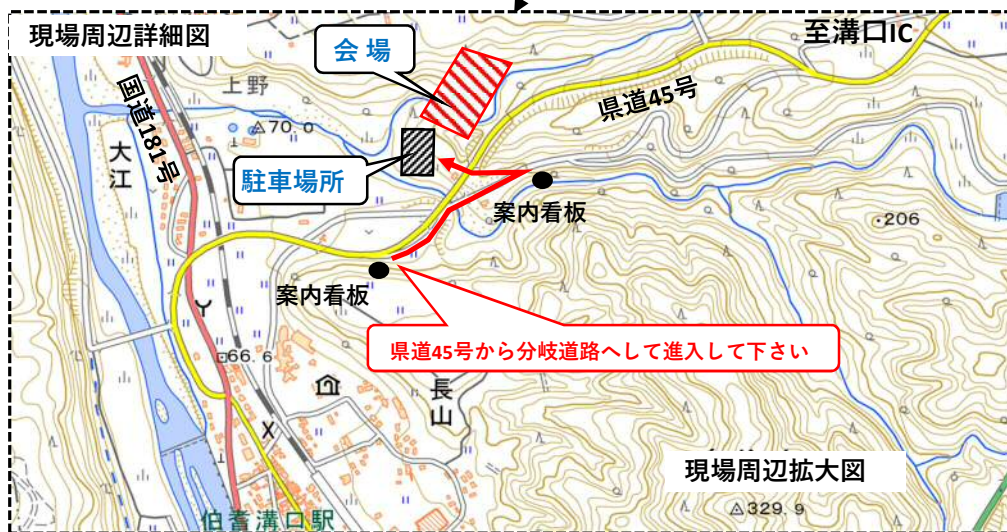 現場周辺詳細図
会 場
至溝口IC
上野
国道181号
県道45号
70.0
大江
駐車場所
案内看板
206
案内看板
県道45号から分岐道路へして進入して下さい
66.6
長山
現場周辺拡大図
329.9
伯耆溝口駅